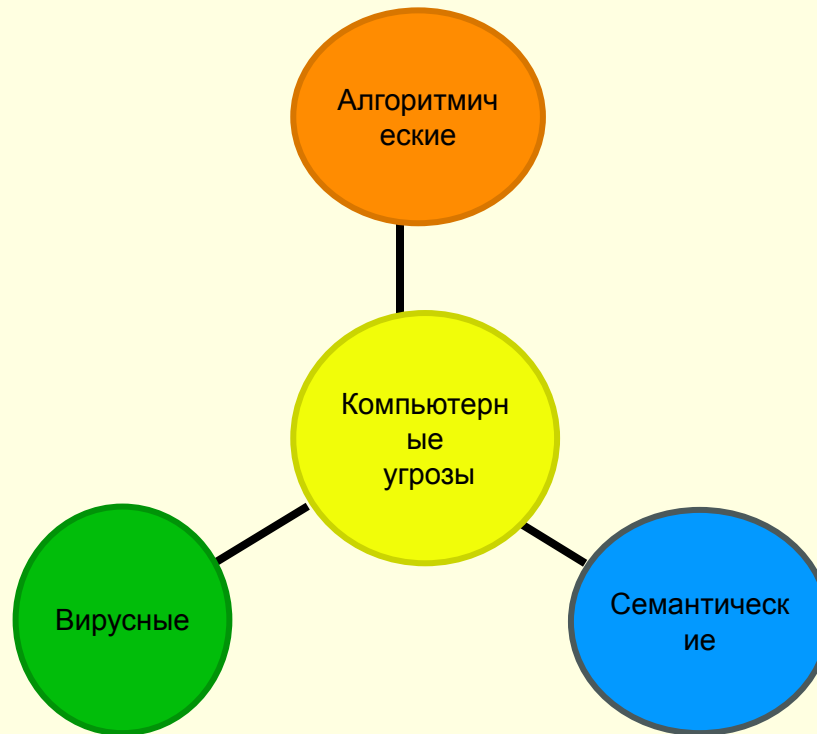 Алгоритмич
еские
Компьютерн
ые
угрозы
Вирусные
Семантическ
ие